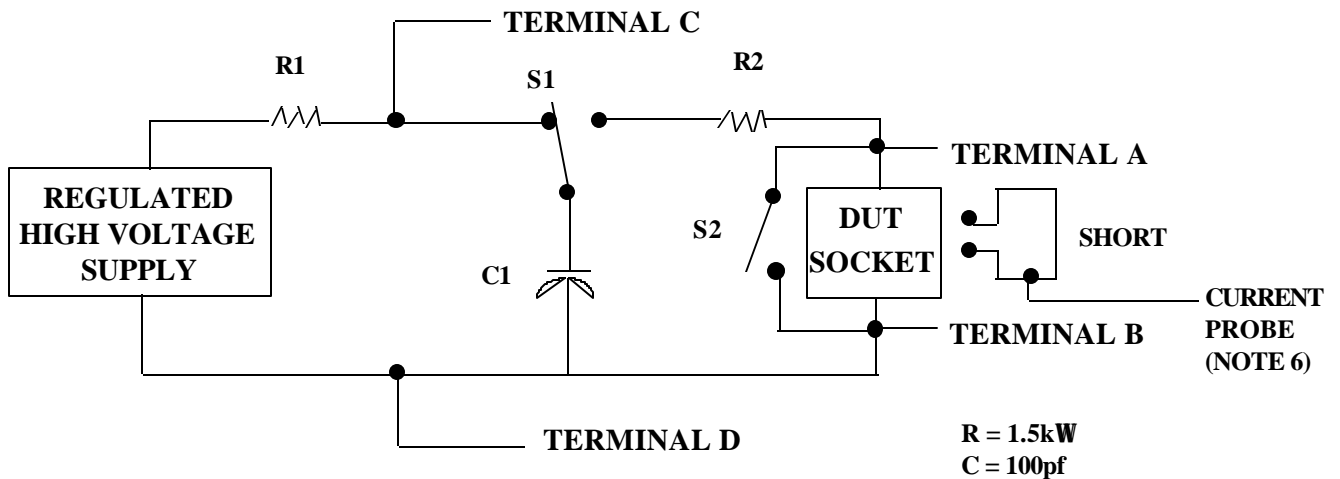 TERMINAL C
R1
S1
R2
TERMINAL A
REGULATED
HIGH VOLTAGE
SUPPLY
S2
DUT
SOCKET
SHORT
C1
CURRENT
PROBE
(NOTE 6)
TERMINAL B
TERMINAL D
R = 1.5kW
C = 100pf